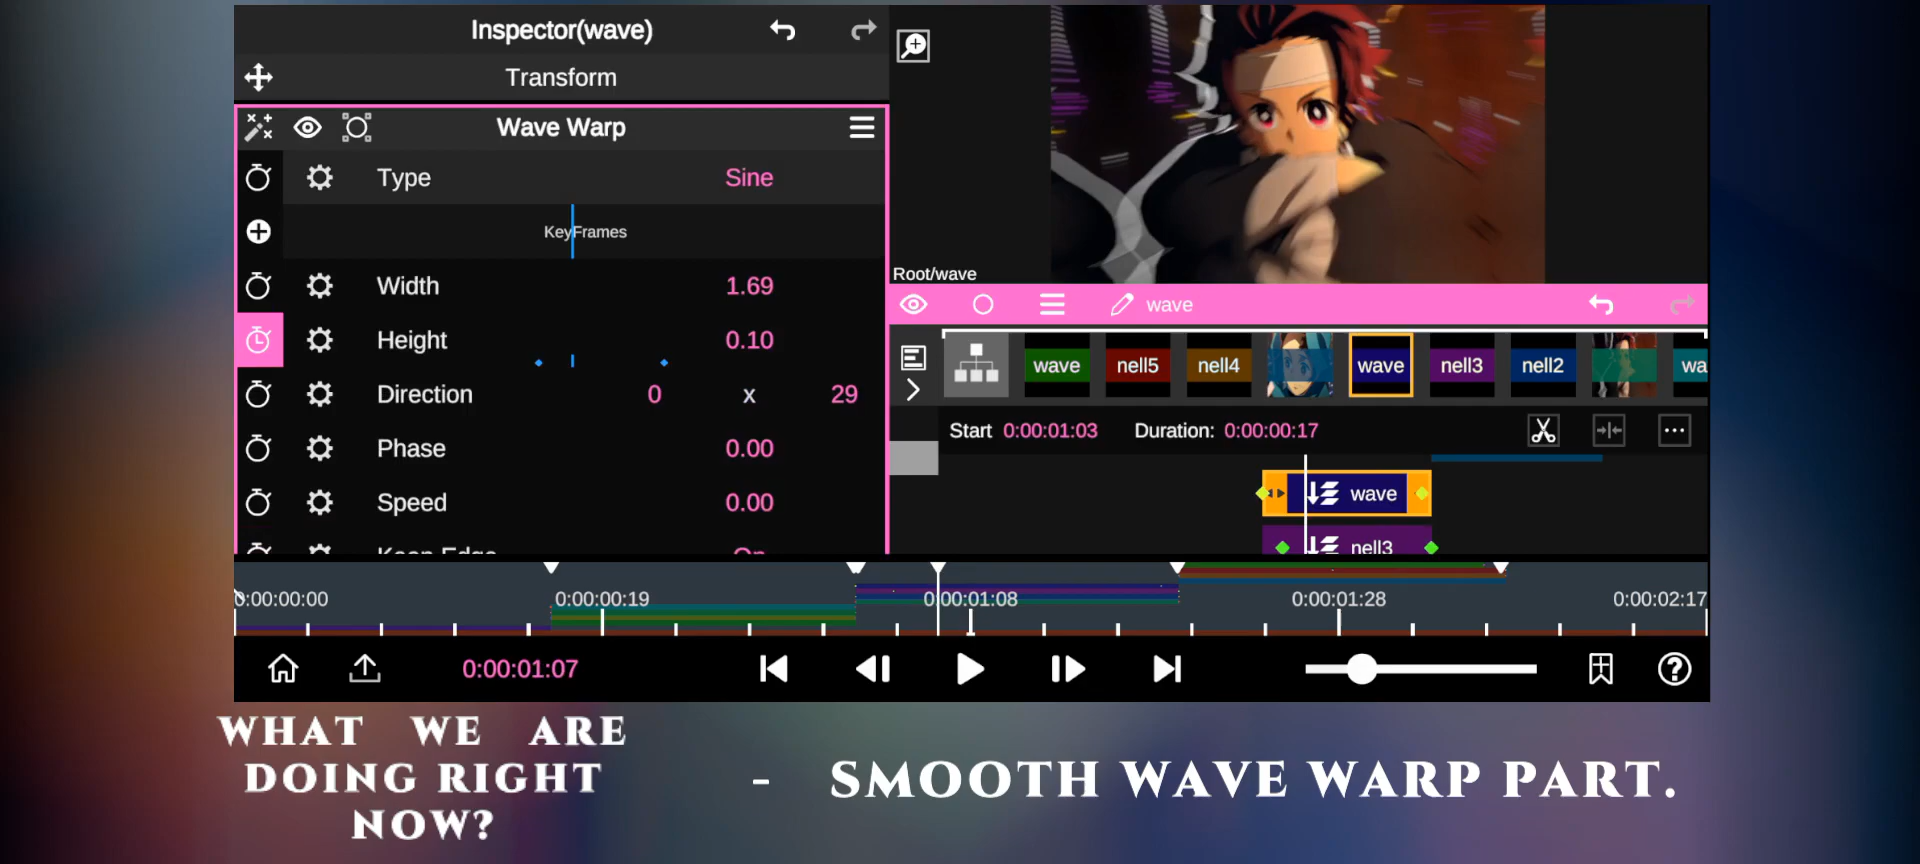 Inspector(wave)
Transform
Wave Warp
Type Sine
KeyFrames
Width 1.69
Height 0.10
Direction 0 x 29
Phase 0.00
Speed 0.00
Keep Edge On
Root/wave
wave
wave nell5 nell4 wave nell3 nell2 wa
Start 0:00:01:03 Duration: 0:00:00:17
wave
nell3
0:00:00:00 0:00:00:19 0:00:01:08 0:00:01:28 0:00:02:17
0:00:01:07
WHAT WE ARE
DOING RIGHT
NOW?
- SMOOTH WAVE WARP PART.